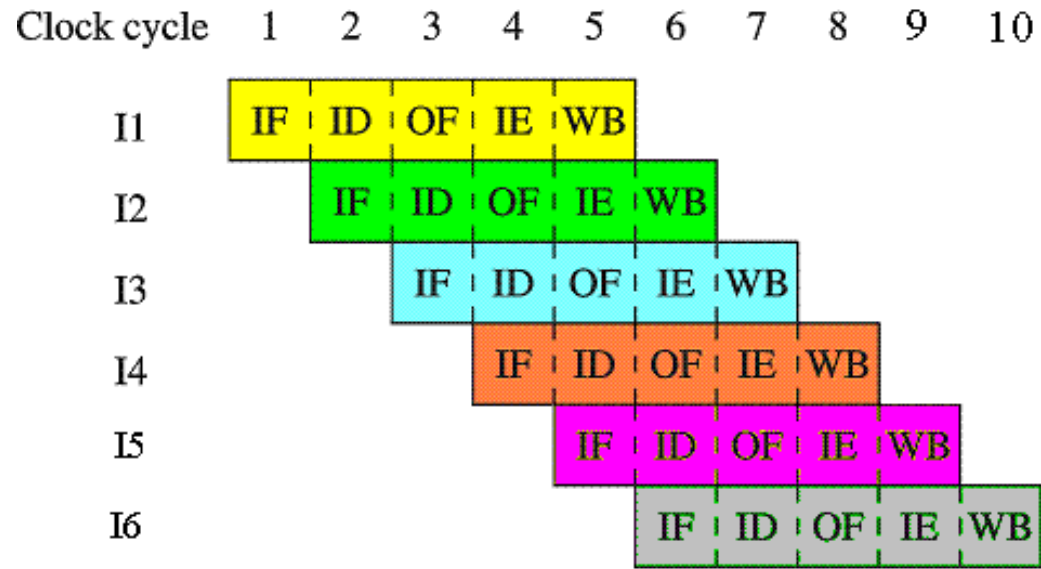 Clock cycle 1 2 3 4 5 6 7 8 9 10
I1 IF ID OF IE WB
I2 IF ID OF IE WB
I3 IF ID OF IE WB
I4 IF ID OF IE WB
I5 IF ID OF IE WB
I6 IF ID OF IE WB